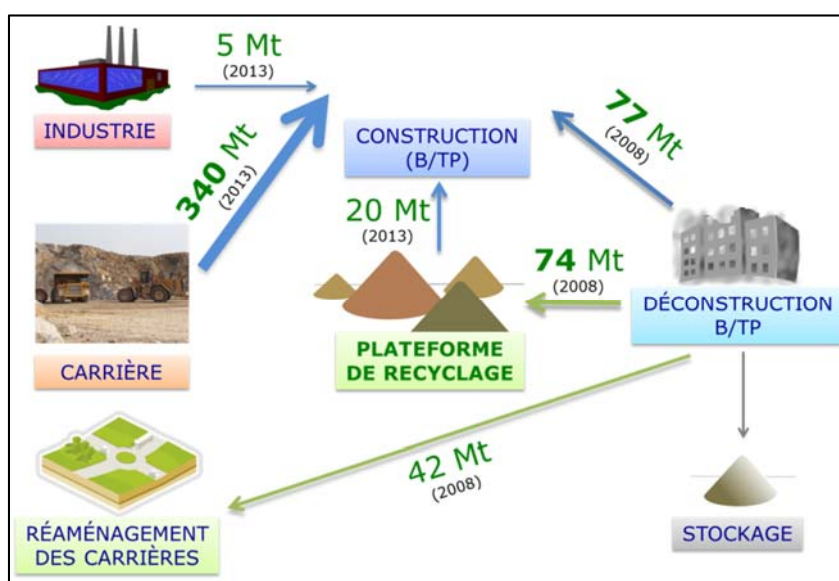 5 Mt
(2013)
INDUSTRIE
340 Mt
(2013)
CONSTRUCTION
(B/TP)
77 Mt
(2008)
20 Mt
(2013)
74 Mt
(2008)
DÉCONSTRUCTION
B/TP
CARRIÈRE
PLATEFORME
DE RECYCLAGE
42 Mt
(2008)
RÉAMÉNAGEMENT
DES CARRIÈRES
STOCKAGE